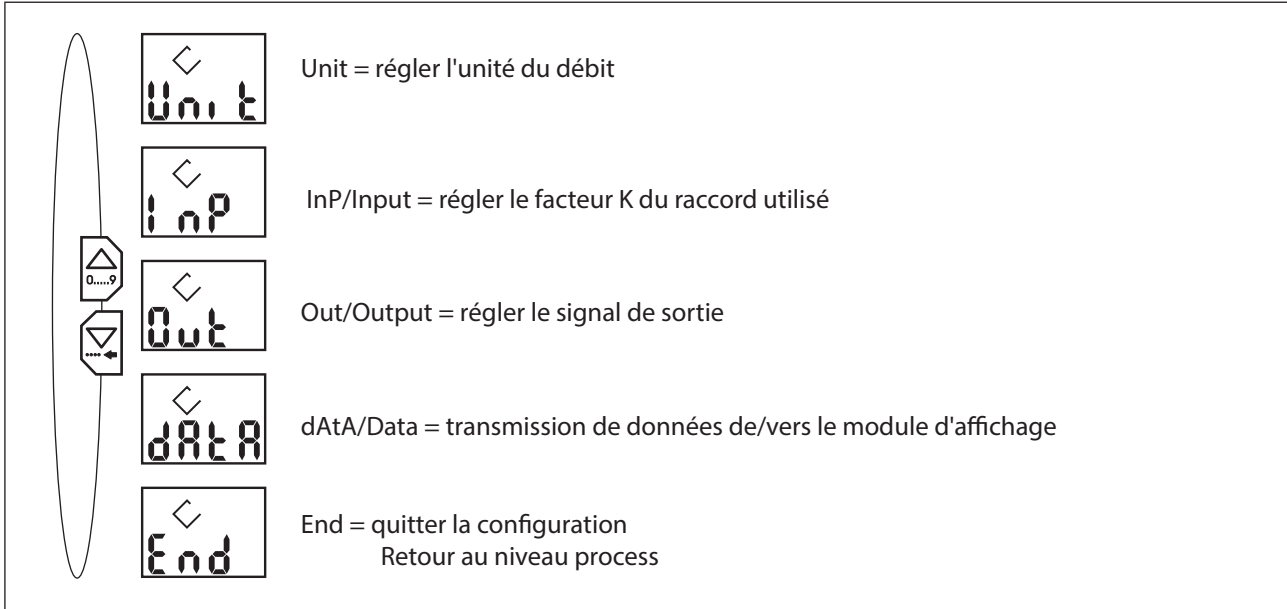 Unit
Unit = régler l'unité du débit
InP
InP/Input = régler le facteur K du raccord utilisé
0.....9
Out
Out/Output = régler le signal de sortie
dAtA
dAtA/Data = transmission de données de/vers le module d'affichage
End
End = quitter la configuration
Retour au niveau process